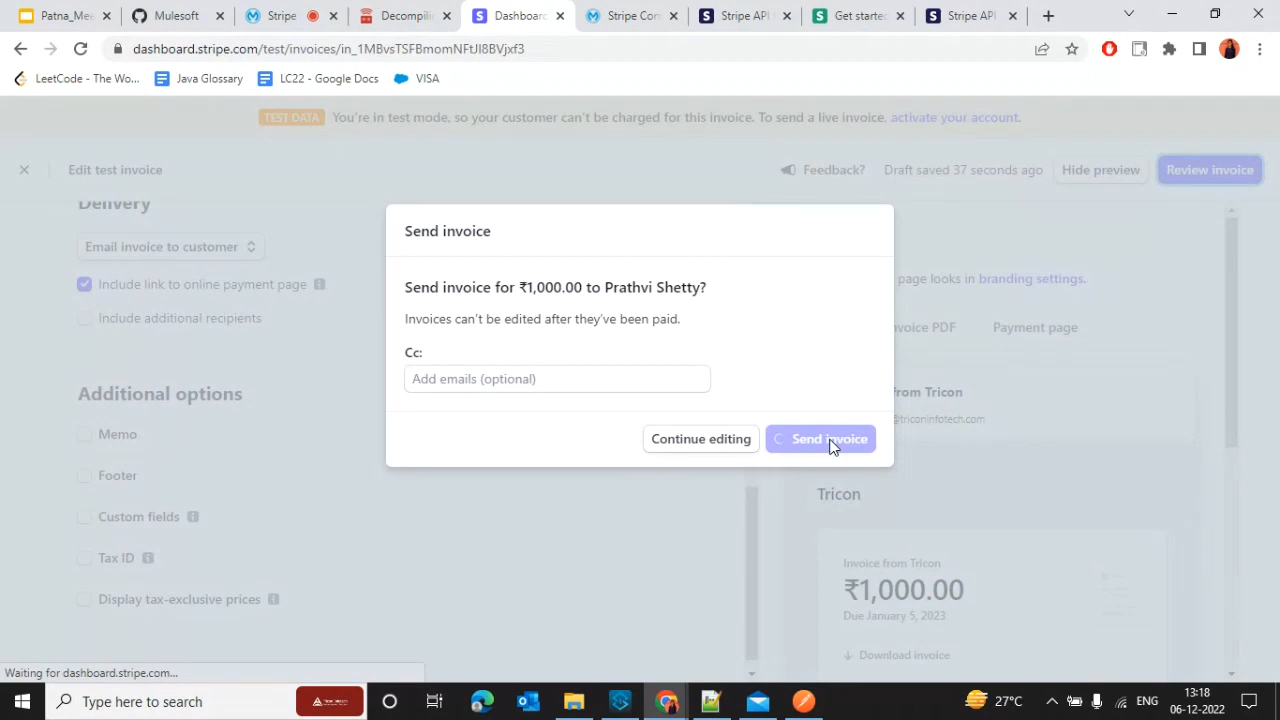 Patna_Mee
Mulesoft
Stripe
Decompilin
Dashboard
Stripe Con
Stripe API
Get starte
Stripe API
dashboard.stripe.com/test/invoices/in_1MBvsTSFBmomNFtJI8BVjxf3
LeetCode - The Wo...
Java Glossary
LC22 - Google Docs
VISA
TEST DATA You're in test mode, so your customer can't be charged for this invoice. To send a live invoice, activate your account.
Edit test invoice
Feedback?
Draft saved 37 seconds ago
Hide preview
Review invoice
Delivery
Email invoice to customer
Include link to online payment page
Include additional recipients
Additional options
Memo
Footer
Custom fields
Tax ID
Display tax-exclusive prices
Send invoice
Send invoice for ₹1,000.00 to Prathvi Shetty?
Invoices can't be edited after they've been paid.
Cc:
Add emails (optional)
Continue editing
Send invoice
page looks in branding settings.
nvoice PDF
Payment page
from Tricon
@triconinfotech.com
Tricon
Invoice from Tricon
₹1,000.00
Due January 5, 2023
Download invoice
Waiting for dashboard.stripe.com...
Type here to search
27°C
ENG
13:18
06-12-2022